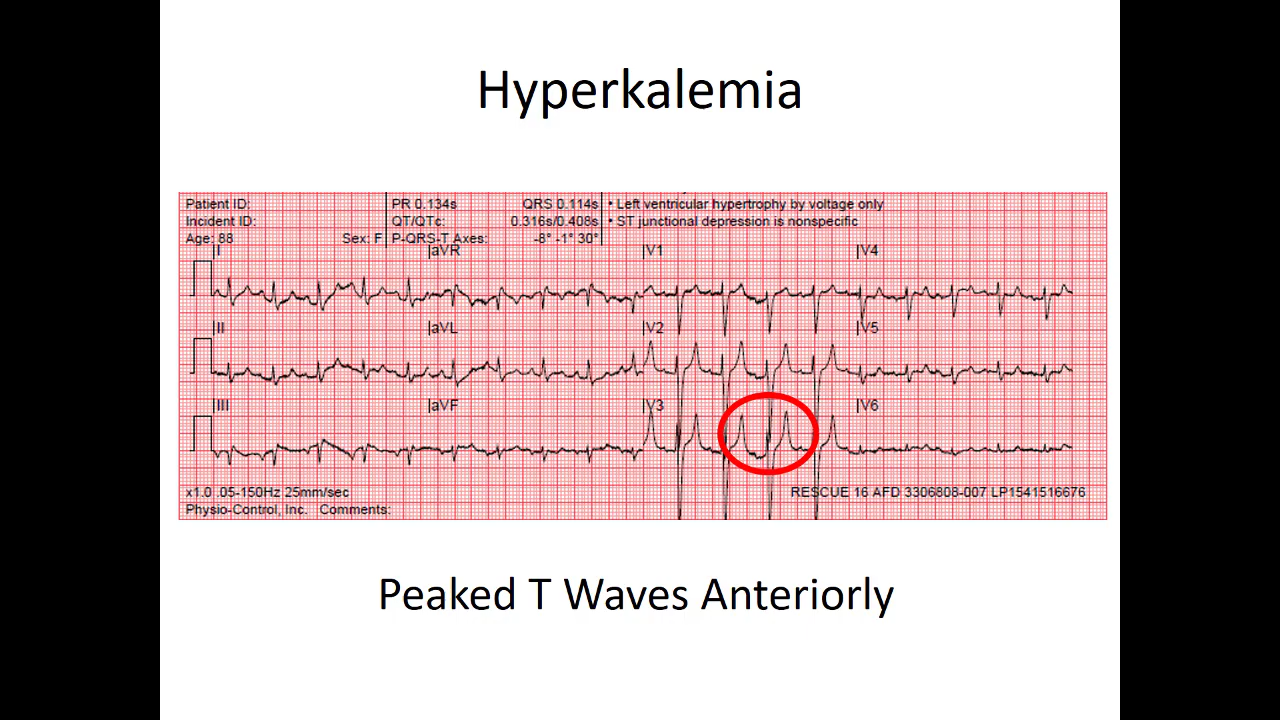 Hyperkalemia
Patient ID: PR 0.134s QRS 0.114s • Left ventricular hypertrophy by voltage only
Incident ID: QT/QTc: 0.316s/0.408s • ST junctional depression is nonspecific
Age: 88 Sex: F P-QRS-T Axes: -8° -1° 30°
I aVR V1 V4
II aVL V2 V5
III aVF V3 V6
x1.0 .05-150Hz 25mm/sec RESCUE 16 AFD 3306808-007 LP1541516676
Physio-Control, Inc. Comments:
Peaked T Waves Anteriorly